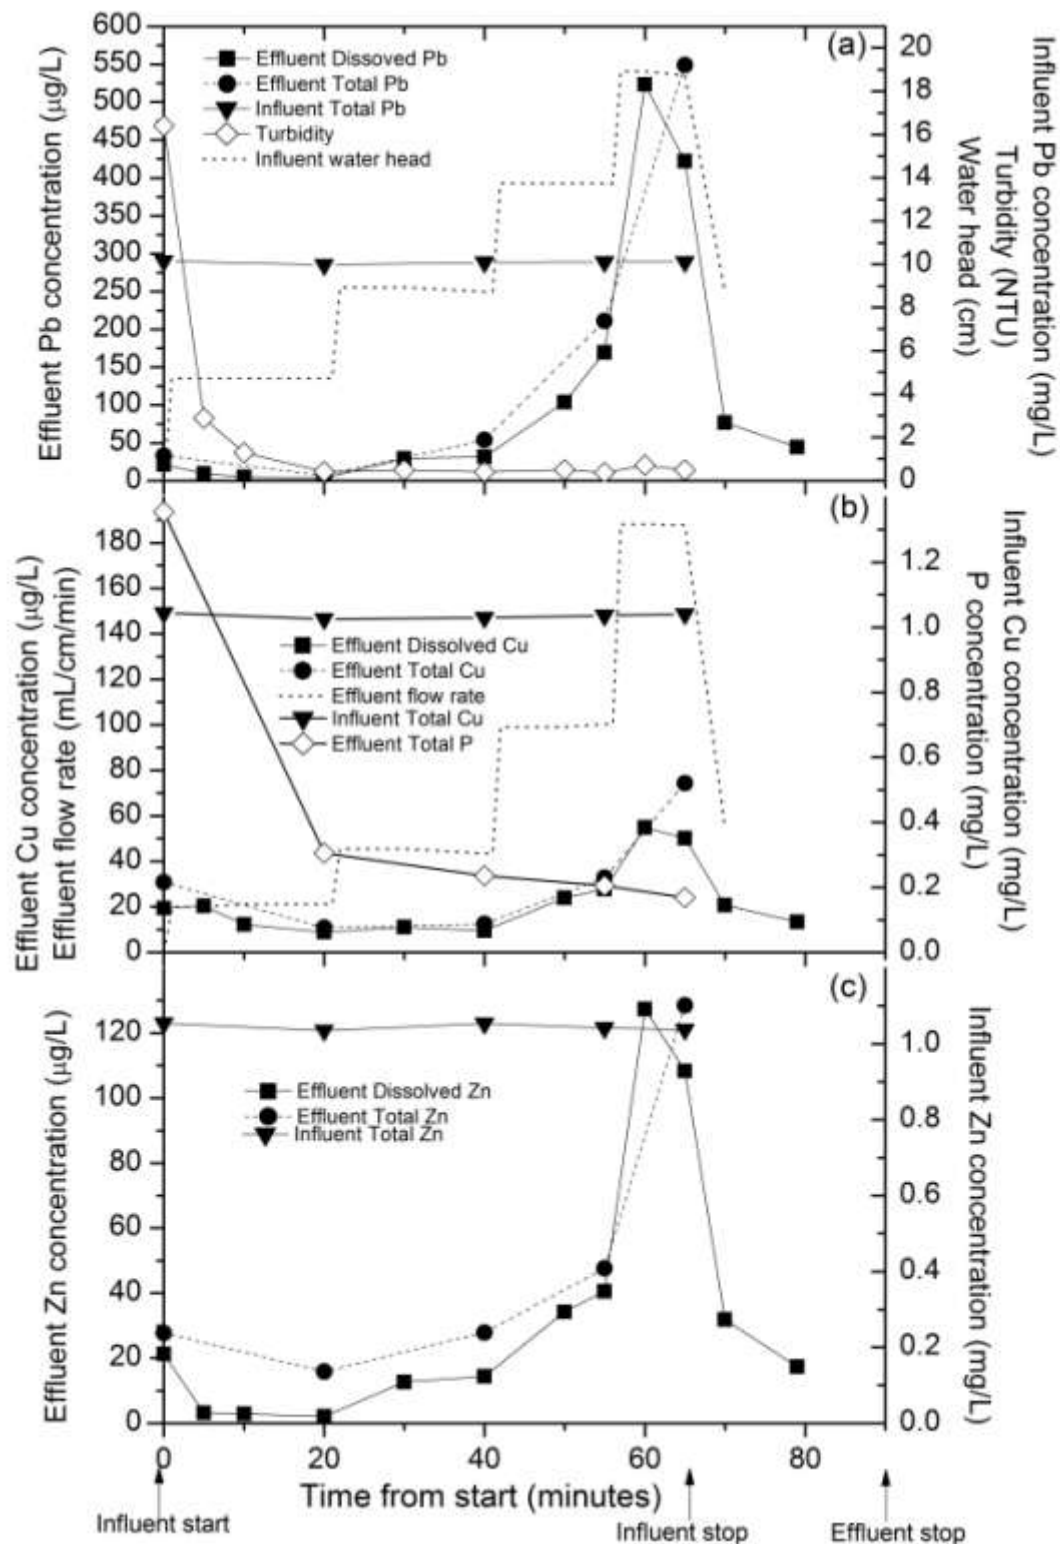 (a)
Effluent Dissoved Pb
Effluent Total Pb
Influent Total Pb
Turbidity
Influent water head
600
550
500
450
400
350
300
250
200
150
100
50
0
Effluent Pb concentration (μg/L)
20
18
16
14
12
10
8
6
4
2
0
Influent Pb concentration (mg/L)
Turbidity (NTU)
Water head (cm)
(b)
180
160
140
120
100
80
60
40
20
0
Effluent Cu concentration (μg/L)
Effluent flow rate (mL/cm/min)
Effluent Dissolved Cu
Effluent Total Cu
Effluent flow rate
Influent Total Cu
Effluent Total P
1.2
1.0
0.8
0.6
0.4
0.2
0.0
Influent Cu concentration (mg/L)
P concentration (mg/L)
(c)
120
100
80
60
40
20
0
Effluent Zn concentration (μg/L)
Effluent Dissolved Zn
Effluent Total Zn
Influent Total Zn
1.0
0.8
0.6
0.4
0.2
0.0
Influent Zn concentration (mg/L)
0 20 40 60 80
Time from start (minutes)
Influent start
Influent stop
Effluent stop